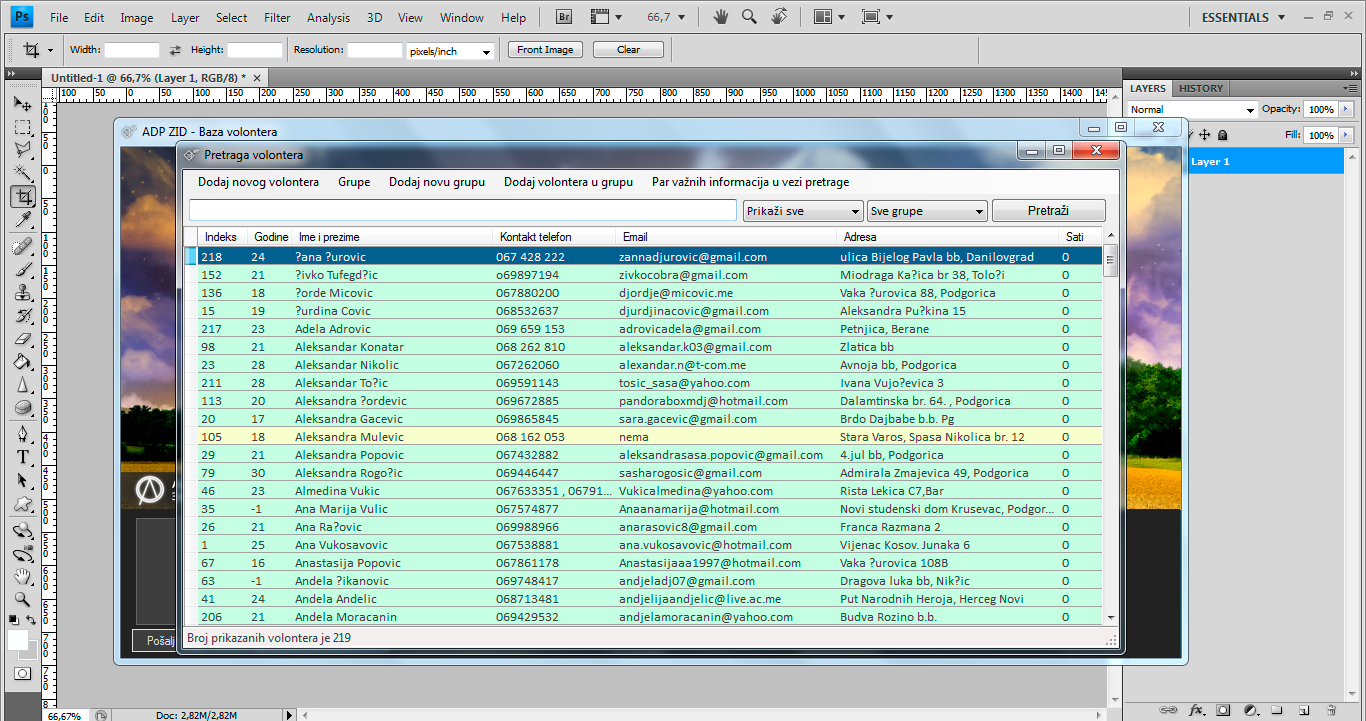 Ps File Edit Image Layer Select Filter Analysis 3D View Window Help Br 66,7 ESSENTIALS
Width: Height: Resolution: pixels/inch Front Image Clear
Untitled-1 @ 66,7% (Layer 1, RGB/8) *
100 50 0 50 100 150 200 250 300 350 400 450 500 550 600 650 700 750 800 850 900 950 1000 1050 1100 1150 1200 1250 1300 1350 1400
LAYERS HISTORY
Normal Opacity: 100%
Fill: 100%
Layer 1
ADP ZID - Baza volontera
Pretraga volontera
Dodaj novog volontera Grupe Dodaj novu grupu Dodaj volontera u grupu Par važnih informacija u vezi pretrage
Prikaži sve Sve grupe Pretraži
Indeks Godine Ime i prezime Kontakt telefon Email Adresa Sati
218 24 ?ana ?urovic 067 428 222 zannadjurovic@gmail.com ulica Bijelog Pavla bb, Danilovgrad 0
152 21 ?ivko Tufegd?ic o69897194 zivkocobra@gmail.com Miodraga Ka?ica br 38, Tolo?i 0
136 18 ?orde Micovic 067880200 djordje@micovic.me Vaka ?urovica 88, Podgorica 0
15 19 ?urdina Covic 068532637 djurdjinacovic@gmail.com Aleksandra Pu?kina 15 0
217 23 Adela Adrovic 069 659 153 adrovicadela@gmail.com Petnjica, Berane 0
98 21 Aleksandar Konatar 068 262 810 aleksandar.k03@gmail.com Zlatica bb 0
23 28 Aleksandar Nikolic 067262060 alexandar.n@t-com.me Avnoja bb, Podgorica 0
211 28 Aleksandar To?ic 069591143 tosic_sasa@yahoo.com Ivana Vujo?evica 3 0
113 20 Aleksandra ?ordevic 069672885 pandoraboxmdj@hotmail.com Dalamtinska br. 64. , Podgorica 0
20 17 Aleksandra Gacevic 069865845 sara.gacevic@gmail.com Brdo Dajbabe b.b. Pg 0
105 18 Aleksandra Mulevic 068 162 053 nema Stara Varos, Spasa Nikolica br. 12 0
29 21 Aleksandra Popovic 067432882 aleksandrasasa.popovic@gmail.com 4.jul bb, Podgorica 0
79 30 Aleksandra Rogo?ic 069446447 sasharogosic@gmail.com Admirala Zmajevica 49, Podgorica 0
46 23 Almedina Vukic 067633351 , 06791... Vukicalmedina@yahoo.com Rista Lekica C7,Bar 0
35 -1 Ana Marija Vulic 067574877 Anaanamarija@hotmail.com Novi studenski dom Krusevac, Podgor... 0
26 21 Ana Ra?ovic 069988966 anarasovic8@gmail.com Franca Razmana 2 0
1 25 Ana Vukosavovic 067538881 ana.vukosavovic@hotmail.com Vijenac Kosov. Junaka 6 0
67 16 Anastasija Popovic 067861178 Anastasijaaa1997@hotmail.com Vaka ?urovica 108B 0
63 -1 Andela ?ikanovic 069748417 andjeladj07@gmail.com Dragova luka bb, Nik?ic 0
41 24 Andela Andelic 068713481 andjelijaandjelic@live.ac.me Put Narodnih Heroja, Herceg Novi 0
206 21 Andela Moracanin 069429532 andjelamoracanin@yahoo.com Budva Rozino b.b. 0
Pošalj
Broj prikazanih volontera je 219
66,67% Doc: 2,82M/2,82M